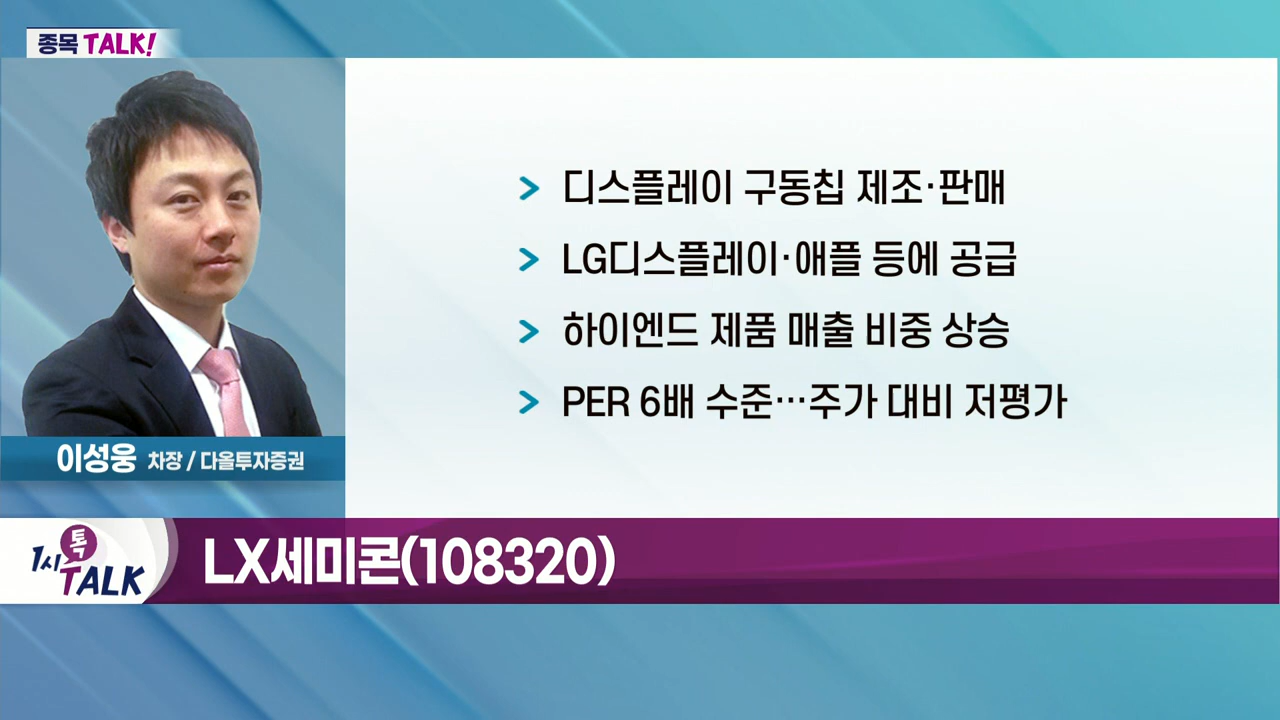 종목 TALK!
디스플레이 구동칩 제조·판매
LG디스플레이·애플 등에 공급
하이엔드 제품 매출 비중 상승
PER 6배 수준…주가 대비 저평가
이성웅 차장 / 다올투자증권
1시 톡 TALK
LX세미콘(108320)